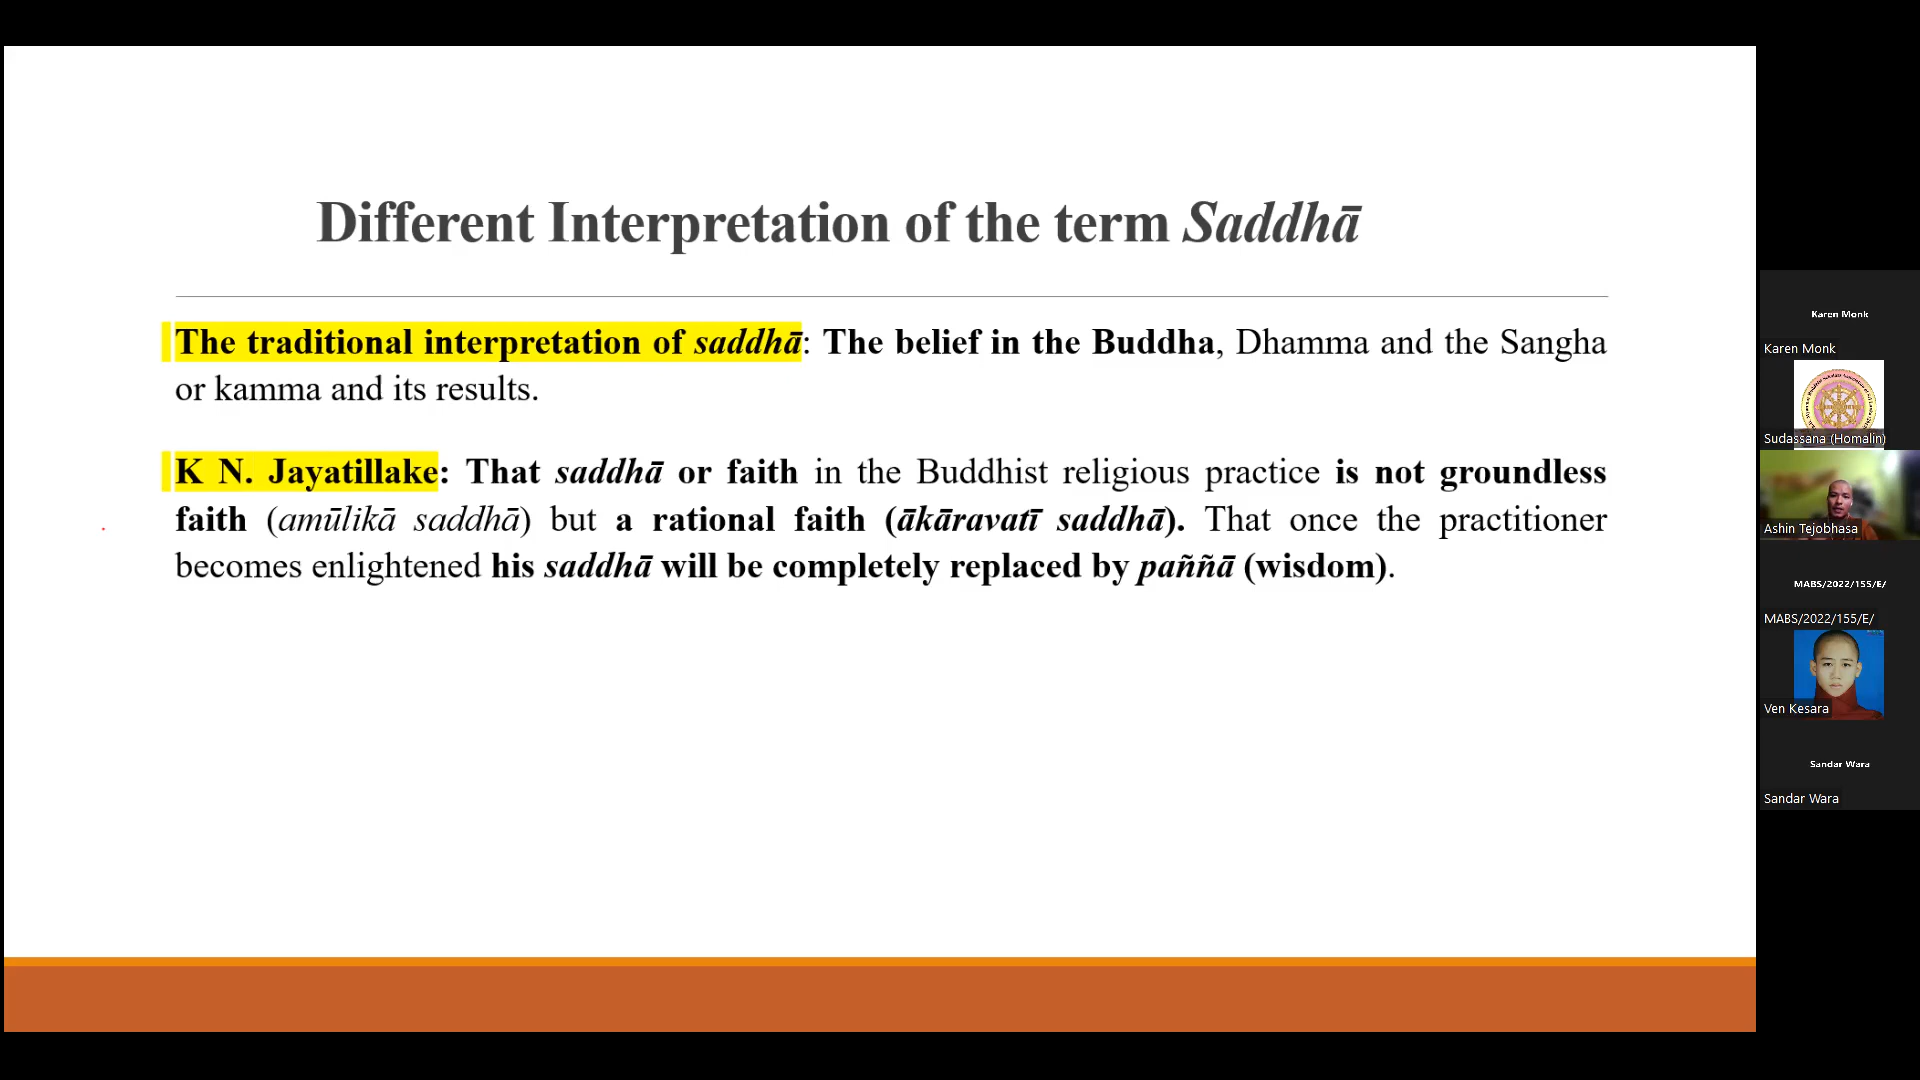 Different Interpretation of the term Saddhā
The traditional interpretation of saddhā: The belief in the Buddha, Dhamma and the Sangha
or kamma and its results.
K N. Jayatillake: That saddhā or faith in the Buddhist religious practice is not groundless
faith (amūlikā saddhā) but a rational faith (ākāravatī saddhā). That once the practitioner
becomes enlightened his saddhā will be completely replaced by paññā (wisdom).
Karen Monk
Karen Monk
Sudassana (Homalin)
Ashin Tejobhasa
MABS/2022/155/E/
MABS/2022/155/E/
Ven Kesara
Sandar Wara
Sandar Wara